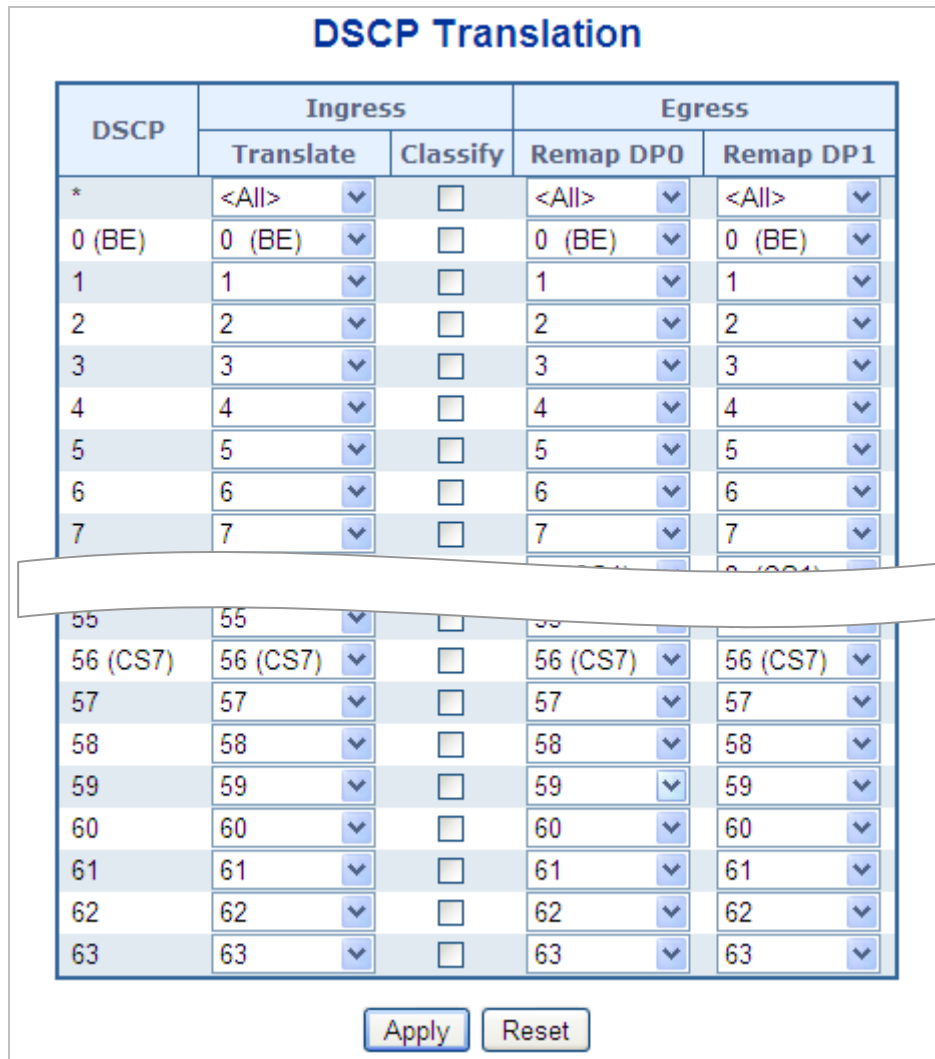 DSCP Translation
DSCP Ingress Egress
Translate Classify Remap DP0 Remap DP1
* <All> <All> <All>
0 (BE) 0 (BE) 0 (BE) 0 (BE)
1 1 1 1
2 2 2 2
3 3 3 3
4 4 4 4
5 5 5 5
6 6 6 6
7 7 7 7
55 55
56 (CS7) 56 (CS7) 56 (CS7) 56 (CS7)
57 57 57 57
58 58 58 58
59 59 59 59
60 60 60 60
61 61 61 61
62 62 62 62
63 63 63 63
Apply Reset